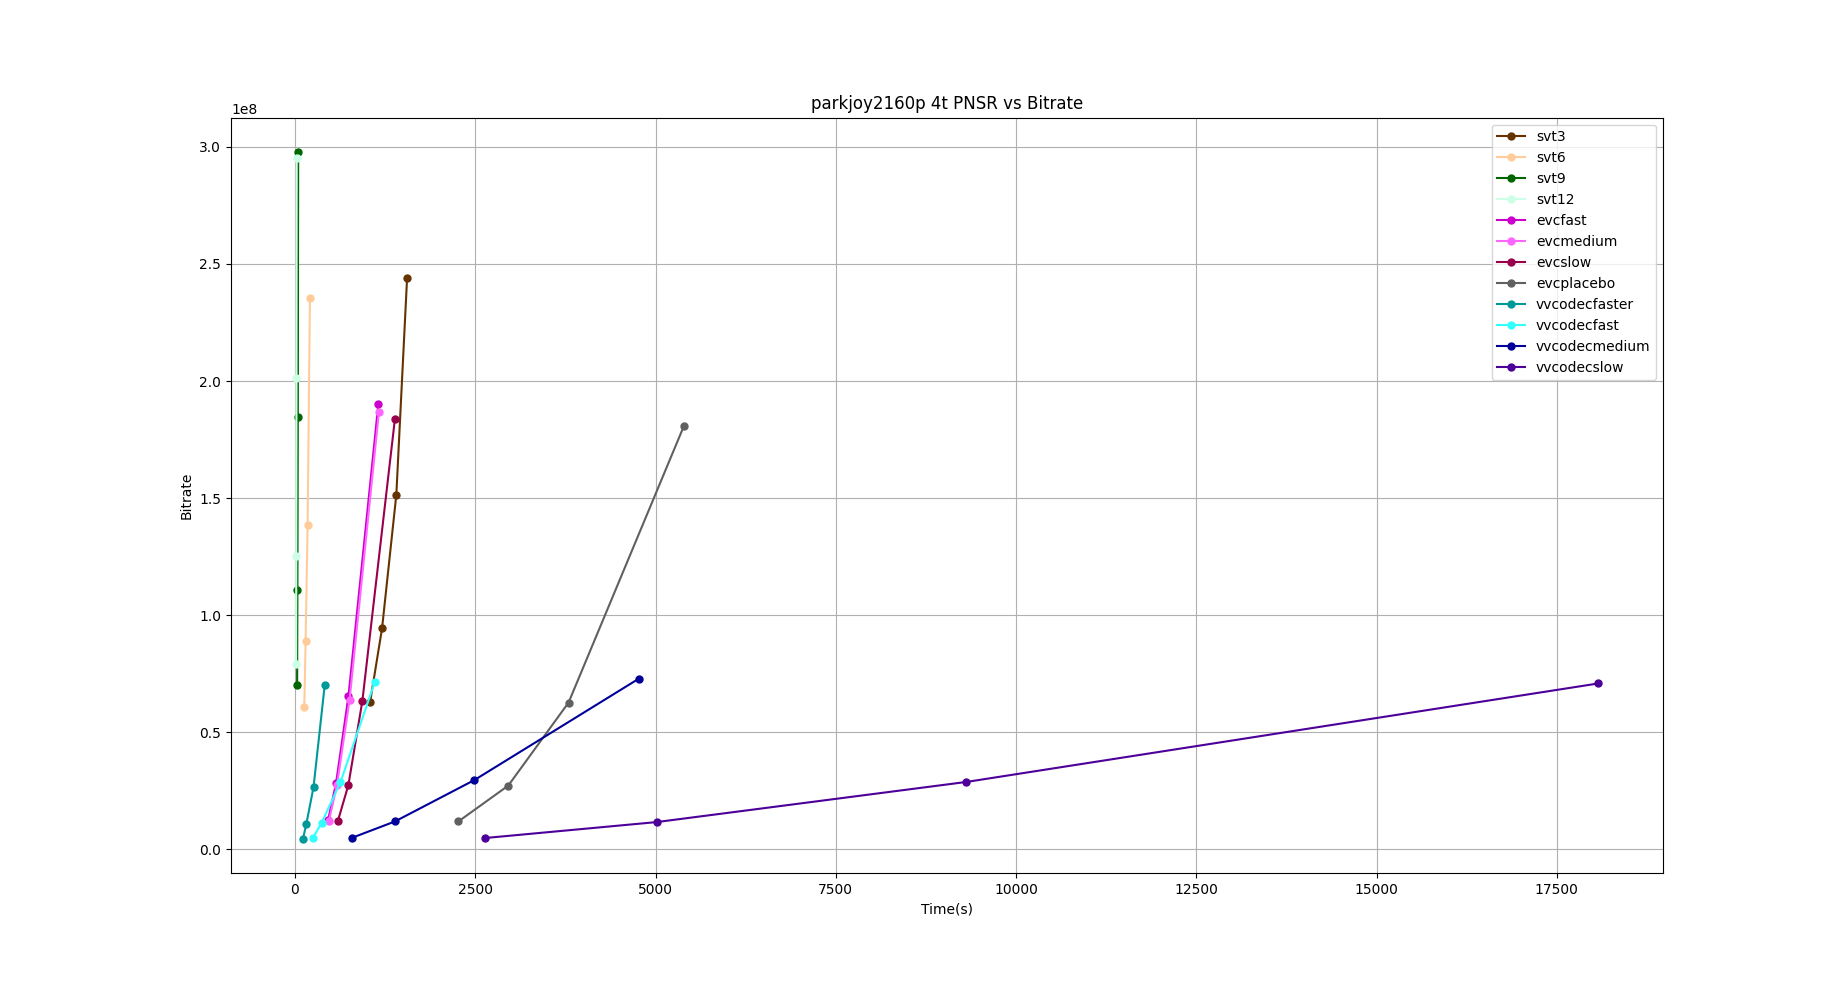 parkjoy2160p 4t PNSR vs Bitrate
1e8
3.0
2.5
2.0
1.5
1.0
0.5
0.0
Bitrate
0 2500 5000 7500 10000 12500 15000 17500
Time(s)
svt3
svt6
svt9
svt12
evcfast
evcmedium
evcslow
evcplacebo
vvcodecfaster
vvcodecfast
vvcodecmedium
vvcodecslow